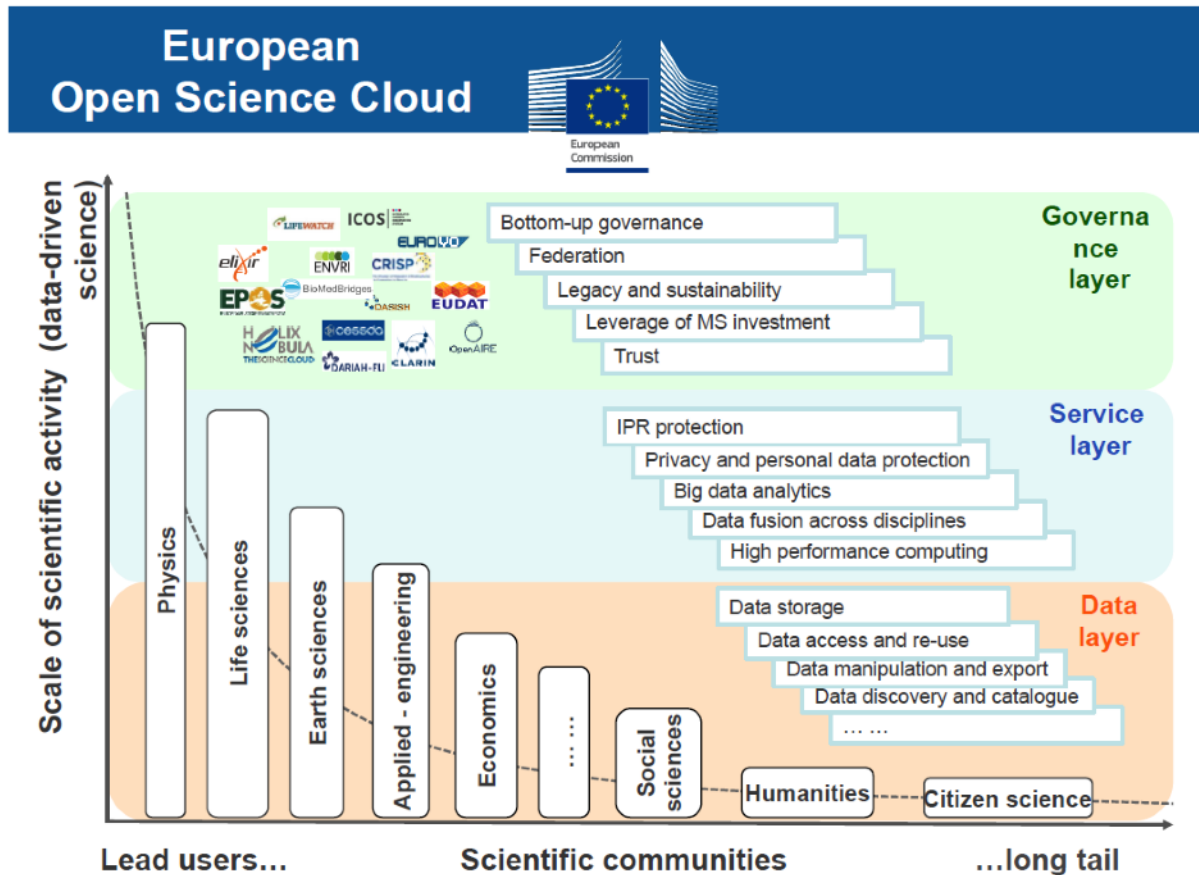 European
Open Science Cloud
European
Commission
Scale of scientific activity (data-driven
science)
LIFEWATCH
ICOS
EUROVO
elixir
ENVRI
CRISP
BioMedBridges
EPOS
DASISH
EUDAT
HELIX
NEBULA
THE SCIENCE CLOUD
cessda
DARIAH-EU
CLARIN
OpenAIRE
Bottom-up governance
Federation
Legacy and sustainability
Leverage of MS investment
Trust
Governa
nce
layer
IPR protection
Privacy and personal data protection
Big data analytics
Data fusion across disciplines
High performance computing
Service
layer
Data storage
Data access and re-use
Data manipulation and export
Data discovery and catalogue
... ...
Data
layer
Physics
Life sciences
Earth sciences
Applied - engineering
Economics
... ...
Social
sciences
Humanities
Citizen science
Lead users...
Scientific communities
...long tail